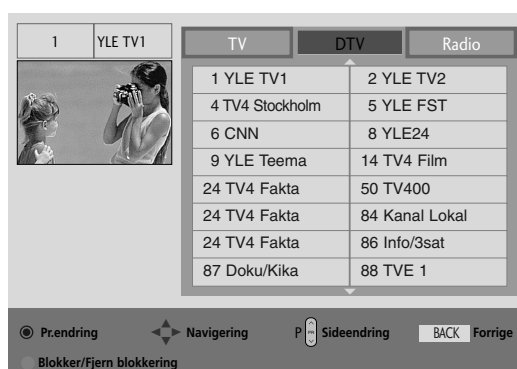 1 YLE TV1
TV DTV Radio
1 YLE TV1 2 YLE TV2
4 TV4 Stockholm 5 YLE FST
6 CNN 8 YLE24
9 YLE Teema 14 TV4 Film
24 TV4 Fakta 50 TV400
24 TV4 Fakta 84 Kanal Lokal
24 TV4 Fakta 86 Info/3sat
87 Doku/Kika 88 TVE 1
Pr.endring Navigering P Sideendring BACK Forrige
Blokker/Fjern blokkering